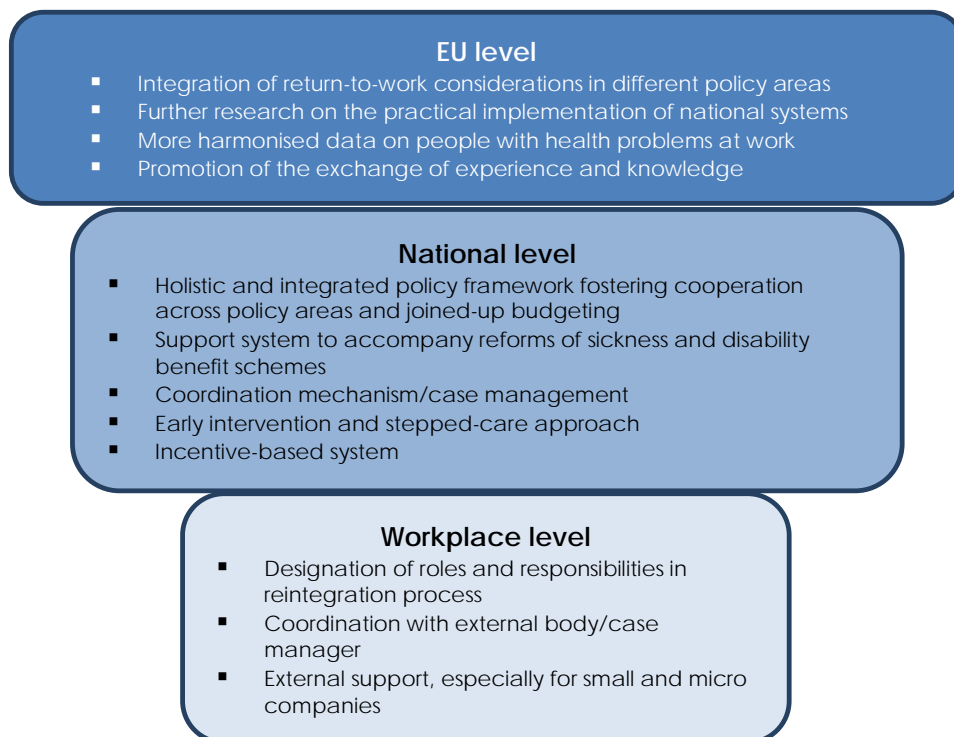 EU level
▪ Integration of return-to-work considerations in different policy areas
▪ Further research on the practical implementation of national systems
▪ More harmonised data on people with health problems at work
▪ Promotion of the exchange of experience and knowledge
National level
▪ Holistic and integrated policy framework fostering cooperation
across policy areas and joined-up budgeting
▪ Support system to accompany reforms of sickness and disability
benefit schemes
▪ Coordination mechanism/case management
▪ Early intervention and stepped-care approach
▪ Incentive-based system
Workplace level
▪ Designation of roles and responsibilities in
reintegration process
▪ Coordination with external body/case
manager
▪ External support, especially for small and micro
companies